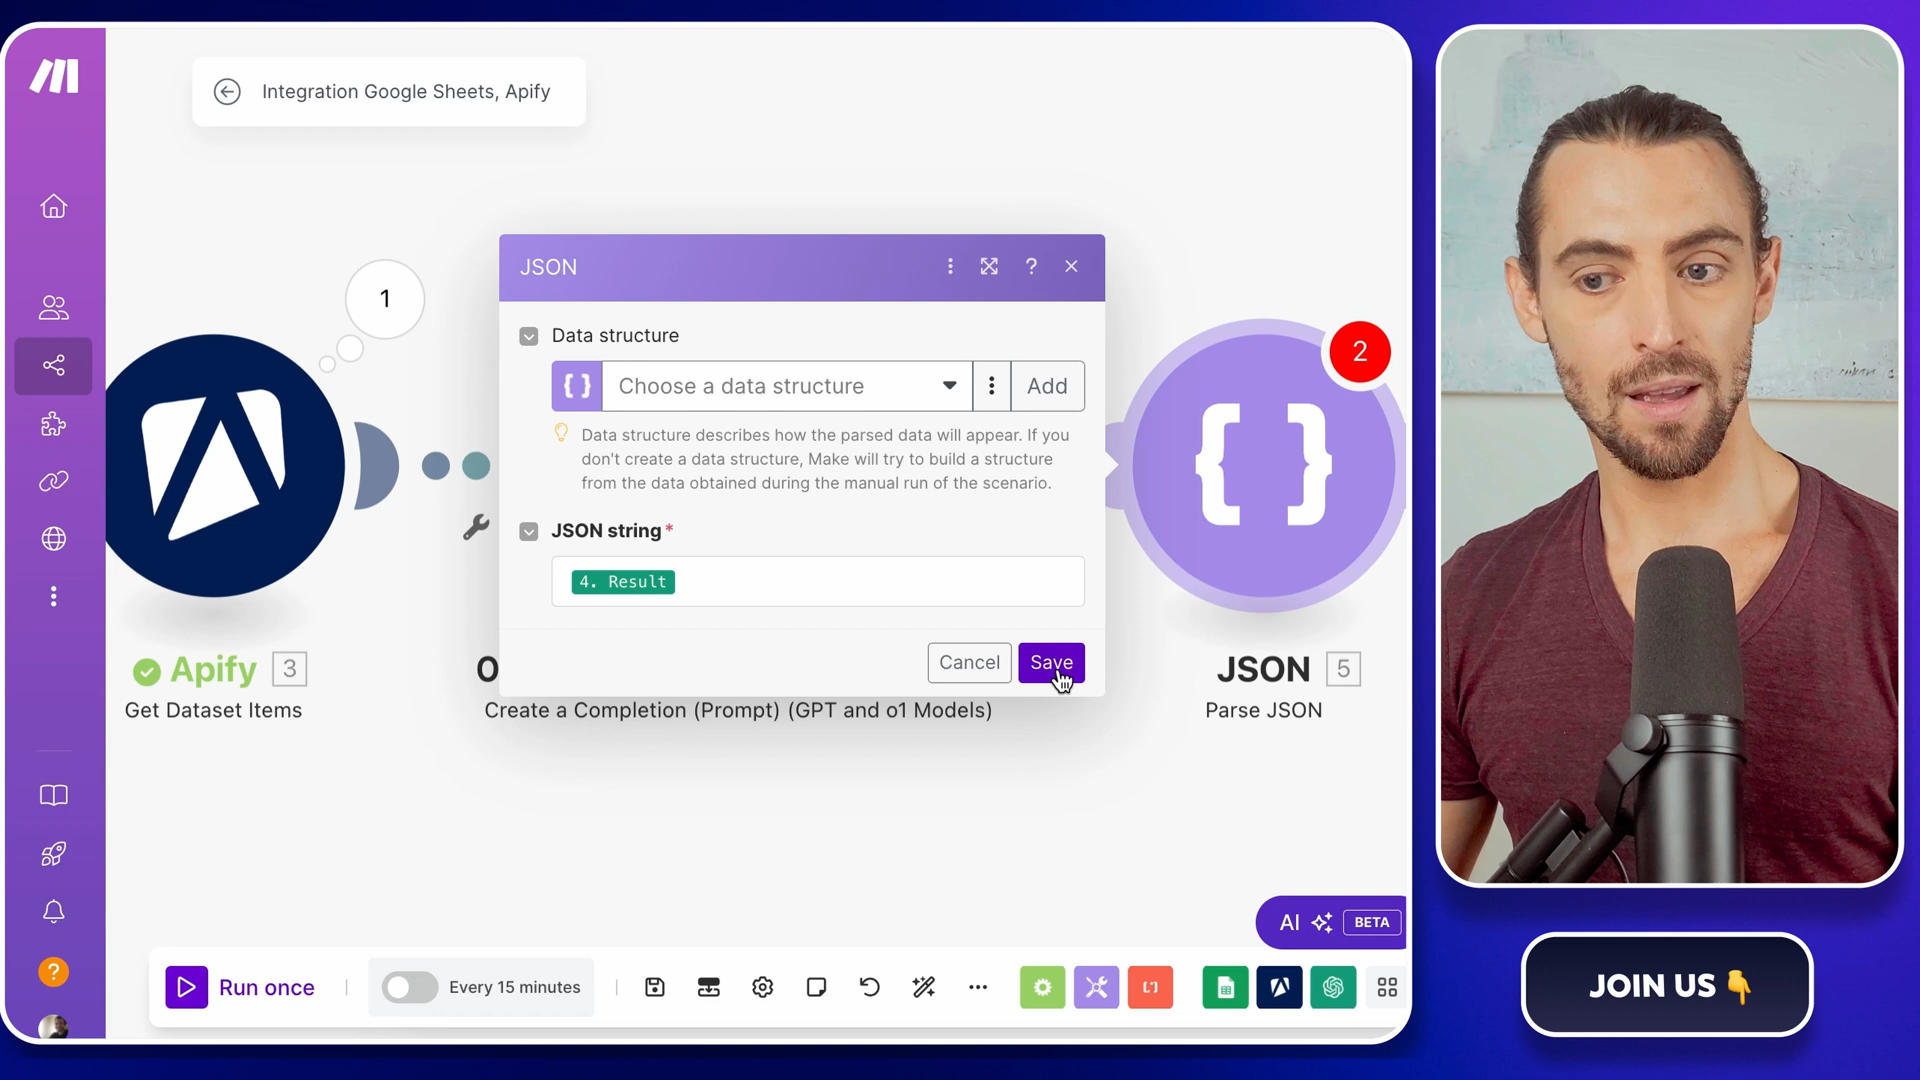 Integration Google Sheets, Apify
1
JSON
?
Data structure
{ }
Choose a data structure
Add
Data structure describes how the parsed data will appear. If you
don't create a data structure, Make will try to build a structure
from the data obtained during the manual run of the scenario.
JSON string*
4. Result
Cancel
Save
2
{ }
Apify 3
Get Dataset Items
O
Create a Completion (Prompt) (GPT and o1 Models)
JSON 5
Parse JSON
AI BETA
?
Run once
Every 15 minutes
JOIN US 👇